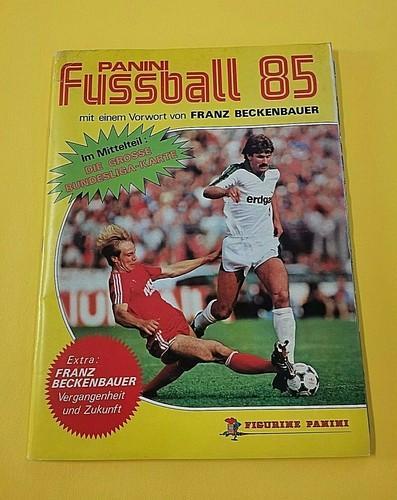 PANINI
Fussball 85
mit einem Vorwort von FRANZ BECKENBAUER
Im Mittelteil:
DIE GROSSE
BUNDESLIGA-KARTE
erdgas
Extra:
FRANZ
BECKENBAUER
Vergangenheit
und Zukunft
FIGURINE PANINI